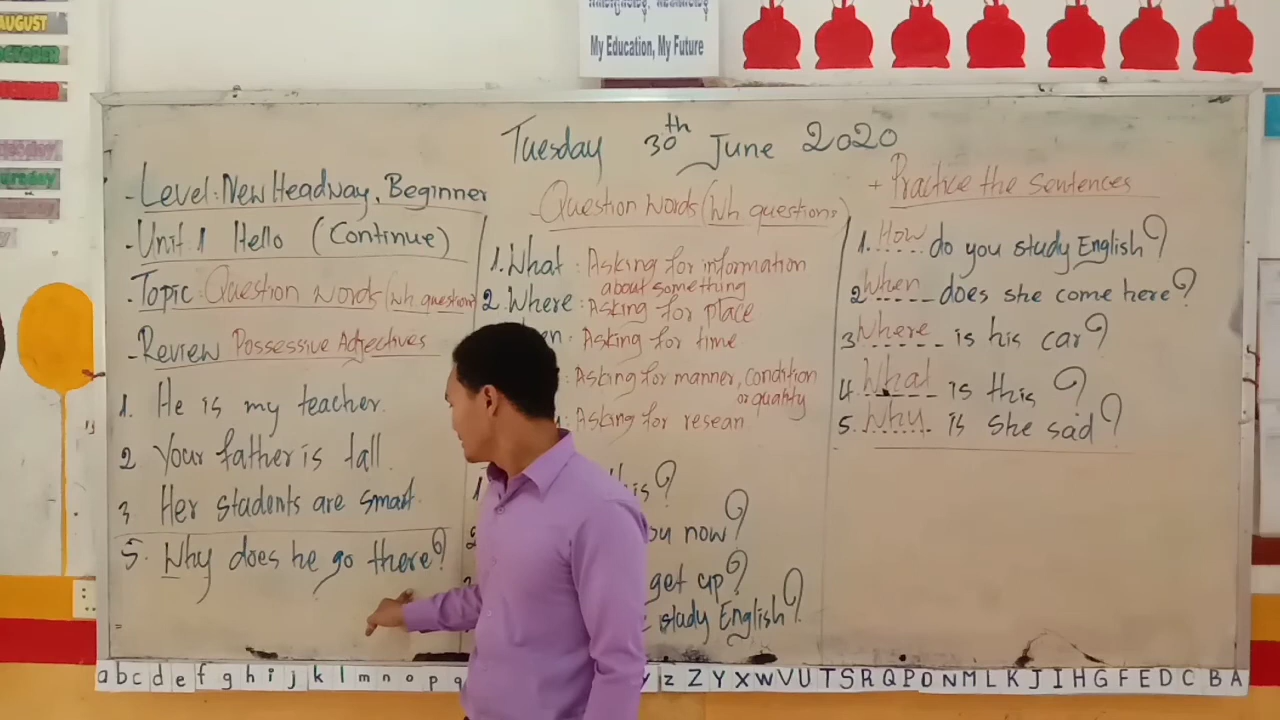 AUGUST
OCTOBER
My Education, My Future
Tuesday 30th June 2020
- Level: New Headway, Beginner
- Unit 1 Hello (Continue)
- Topic: Question words (Wh question)
- Review Possessive Adjectives
1. He is my teacher.
2 Your father is tall.
3 Her students are smart.
5. Why does he go there?
- Question words (Wh questions)
1. What : Asking for information
about something
2. Where : Asking for place
: Asking for time
: Asking for manner, condition
or quality
: Asking for resean
is?
now?
get up?
study English?
+ Practice the sentences
1. How do you study English?
2 When does she come here?
3 Where is his car?
4. What is this ?
5. Why is she sad?
a b c d e f g h i j k l m n o p q
z Z Y X W V U T S R Q P O N M L K J I H G F E D C B A